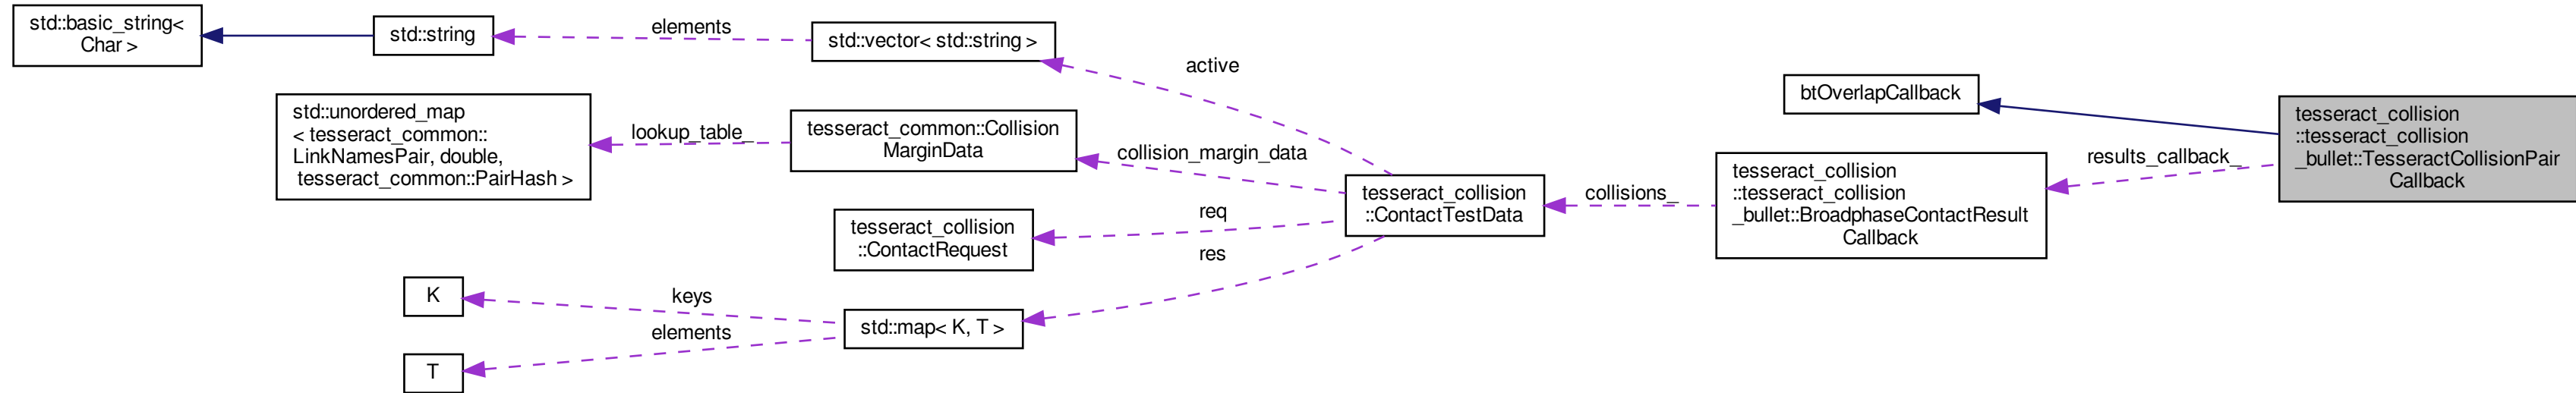 std::basic_string<
Char >
std::string
elements
std::vector< std::string >
active
std::unordered_map
< tesseract_common::
LinkNamesPair, double,
tesseract_common::PairHash >
lookup_table_
tesseract_common::Collision
MarginData
collision_margin_data
tesseract_collision
::ContactRequest
req
res
K
keys
T
elements
std::map< K, T >
tesseract_collision
::ContactTestData
collisions_
btOverlapCallback
tesseract_collision
::tesseract_collision
_bullet::BroadphaseContactResult
Callback
results_callback_
tesseract_collision
::tesseract_collision
_bullet::TesseractCollisionPair
Callback